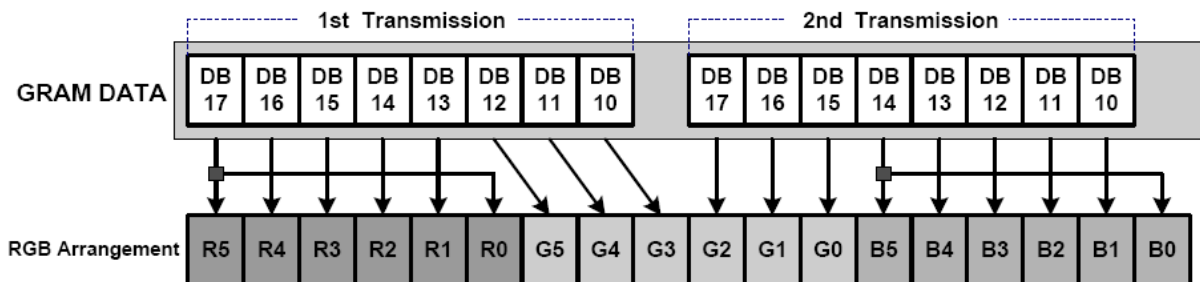 1st Transmission 2nd Transmission
GRAM DATA DB 17 DB 16 DB 15 DB 14 DB 13 DB 12 DB 11 DB 10 DB 17 DB 16 DB 15 DB 14 DB 13 DB 12 DB 11 DB 10
RGB Arrangement R5 R4 R3 R2 R1 R0 G5 G4 G3 G2 G1 G0 B5 B4 B3 B2 B1 B0